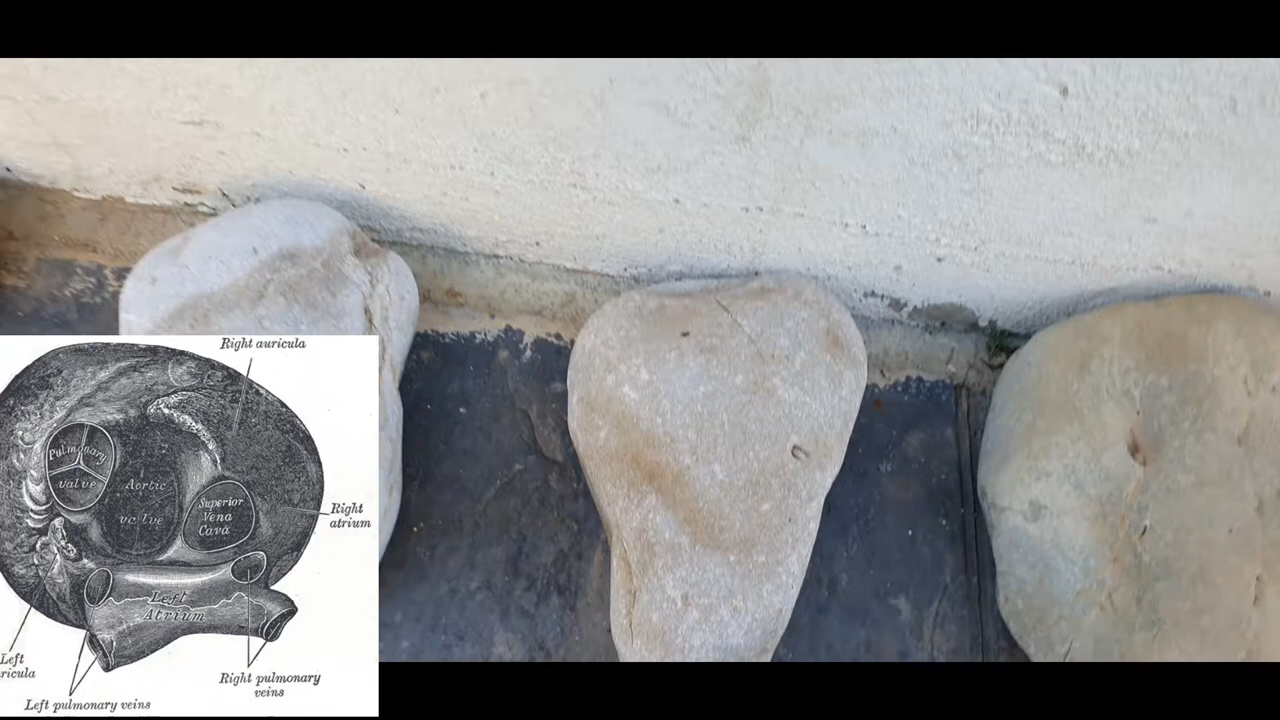 Right auricula
Pulmonary
valve
Aortic
valve
Superior
Vena
Cava
Right
atrium
Left
Atrium
Left
Right pulmonary
veins
Left pulmonary veins